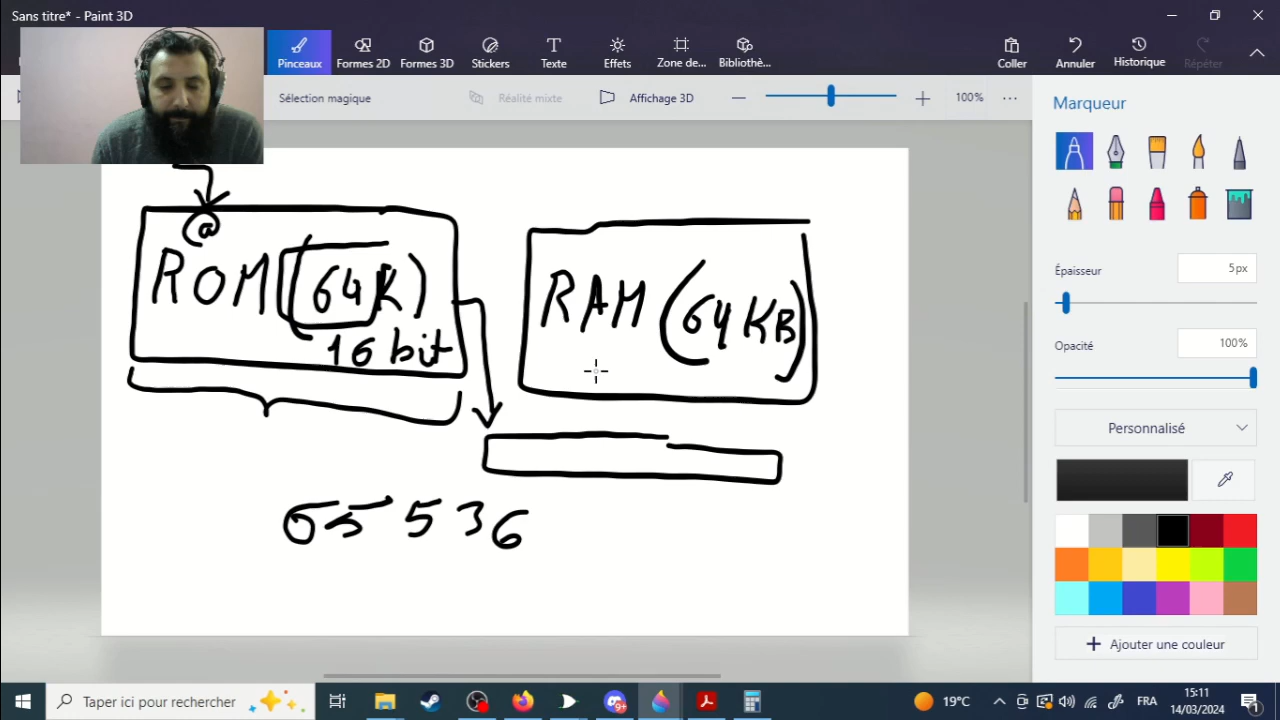 Sans titre* - Paint 3D
Pinceaux
Formes 2D
Formes 3D
Stickers
Texte
Effets
Zone de...
Bibliothè...
Coller
Annuler
Historique
Répéter
Sélection magique
Réalité mixte
Affichage 3D
100%
Marqueur
Épaisseur
5px
Opacité
100%
Personnalisé
Ajouter une couleur
@
ROM (64K)
16 bit
RAM (64KB)
65536
Taper ici pour rechercher
9+
19°C
FRA
15:11
14/03/2024
1